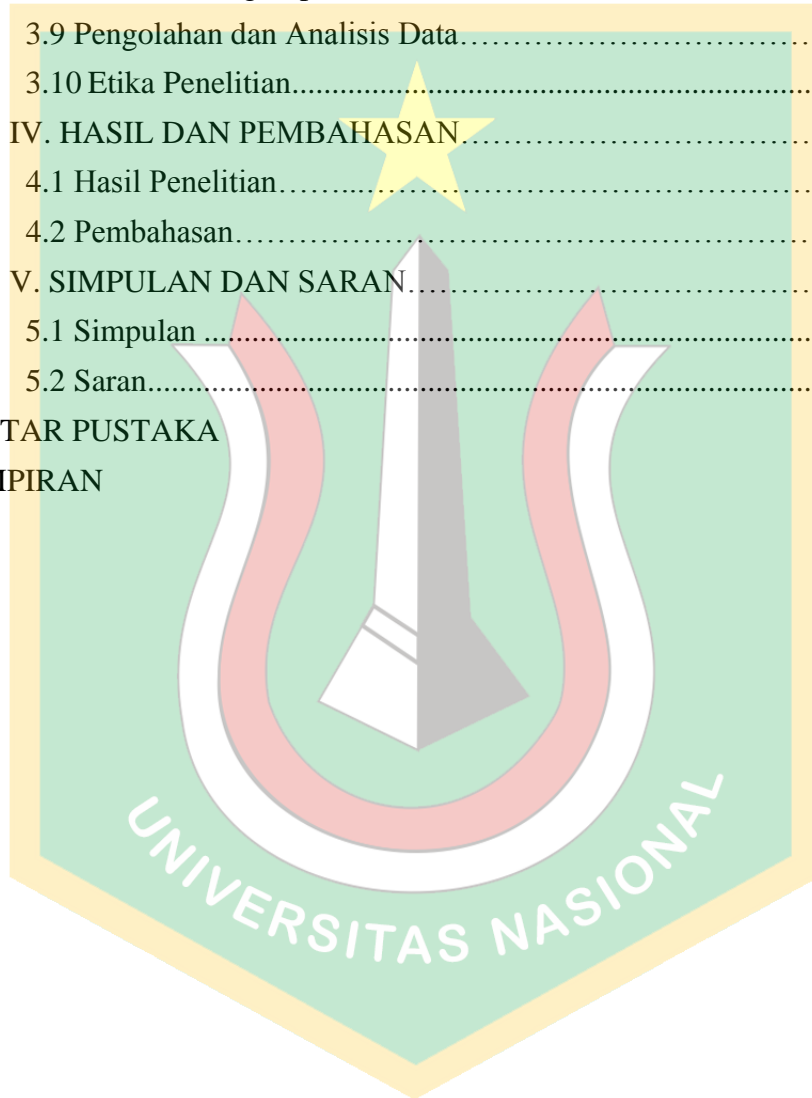 3.9 Pengolahan dan Analisis Data……………………………
3.10 Etika Penelitian.......................................................................
IV. HASIL DAN PEMBAHASAN……………………………
4.1 Hasil Penelitian……...……………………………………
4.2 Pembahasan………………………………………………
V. SIMPULAN DAN SARAN…………………………………
5.1 Simpulan ...................................................................................
5.2 Saran...........................................................................................
TAR PUSTAKA
IPIRAN
UNIVERSITAS NASIONAL